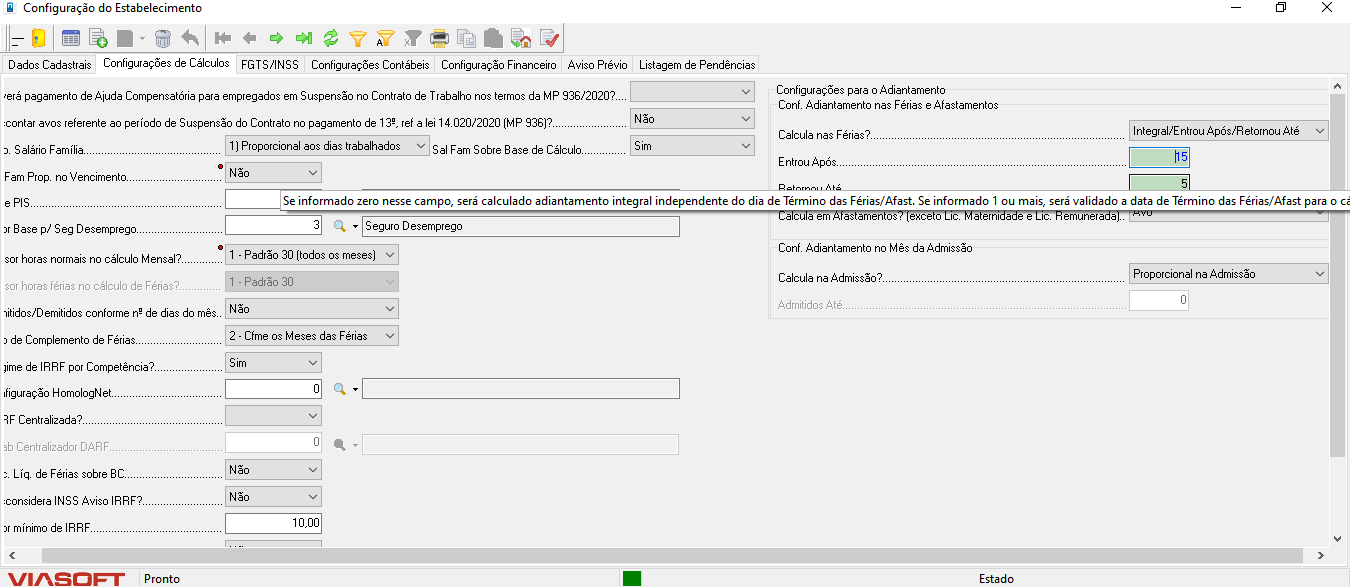 Configuração do Estabelecimento
Dados Cadastrais Configurações de Cálculos FGTS/INSS Configurações Contábeis Configuração Financeiro Aviso Prévio Listagem de Pendências
verá pagamento de Ajuda Compensatória para empregados em Suspensão no Contrato de Trabalho nos termos da MP 936/2020?....
contar avos referente ao período de Suspensão do Contrato no pagamento de 13º, ref a lei 14.020/2020 (MP 936)?.................. Não
o. Salário Família............................................ 1) Proporcional aos dias trabalhados Sal Fam Sobre Base de Cálculo.............. Sim
Fam Prop. no Vencimento.............................. Não
e PIS
or Base p/ Seg Desemprego........................... 3 Seguro Desemprego
sor horas normais no cálculo Mensal?............ 1 - Padrão 30 (todos os meses)
sor horas férias no cálculo de Férias?............. 1 - Padrão 30
nitidos/Demitidos conforme nº de dias do mês.. Não
o de Complemento de Férias........................... 2 - Cfme os Meses das Férias
gime de IRRF por Competência?..................... Sim
nfiguração HomologNet.................................. 0
RF Centralizada?............................................
ab Centralizador DARF.................................... 0
c. Líq. de Férias sobre BC............................... Não
econsidera INSS Aviso IRRF?......................... Não
or mínimo de IRRF.......................................... 10,00
Configurações para o Adiantamento
Conf. Adiantamento nas Férias e Afastamentos
Calcula nas Férias?.............................................................. Integral/Entrou Após/Retornou Até
Entrou Após........................................................................ 15
Retornou Até 5
Se informado zero nesse campo, será calculado adiantamento integral independente do dia de Término das Férias/Afast. Se informado 1 ou mais, será validado a data de Término das Férias/Afast para o cá
Calcula em Afastamentos? (exceto Lic. Maternidade e Lic. Remunerada).. Avo
Conf. Adiantamento no Mês da Admissão
Calcula na Admissão?.......................................................... Proporcional na Admissão
Admitidos Até...................................................................... 0
VIASOFT Pronto Estado